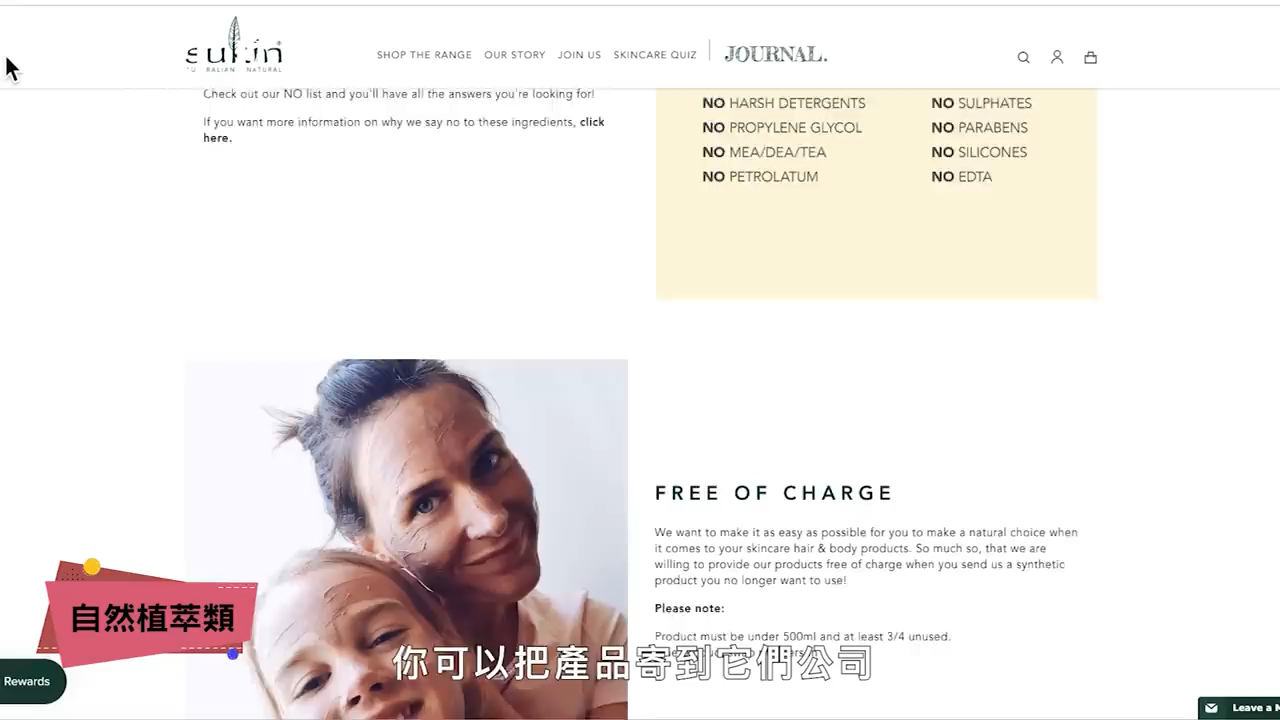 sukin
SHOP THE RANGE OUR STORY JOIN US SKINCARE QUIZ JOURNAL.
Check out our NO list and you'll have all the answers you're looking for!
If you want more information on why we say no to these ingredients, click
here.
NO HARSH DETERGENTS
NO PROPYLENE GLYCOL
NO MEA/DEA/TEA
NO PETROLATUM
NO SULPHATES
NO PARABENS
NO SILICONES
NO EDTA
FREE OF CHARGE
We want to make it as easy as possible for you to make a natural choice when
it comes to your skincare hair & body products. So much so, that we are
willing to provide our products free of charge when you send us a synthetic
product you no longer want to use!
Please note:
Product must be under 500ml and at least 3/4 unused.
自然植萃類
你可以把產品寄到它們公司
Rewards
Leave a